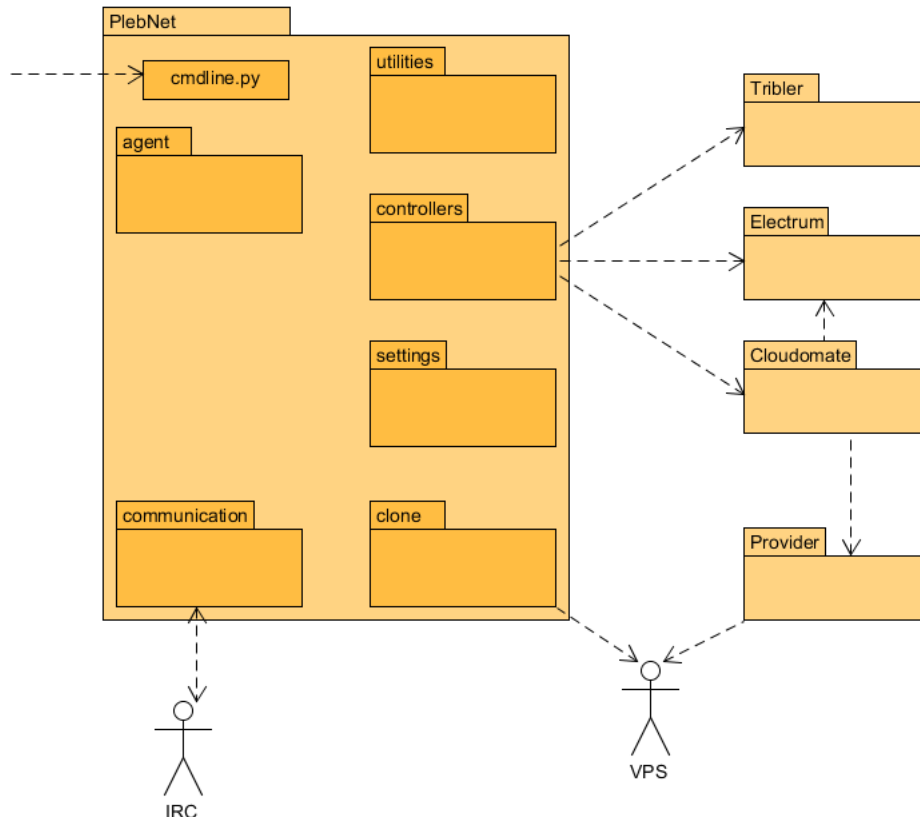 PlebNet
cmdline.py
utilities
agent
controllers
settings
communication
clone
Tribler
Electrum
Cloudomate
Provider
IRC
VPS